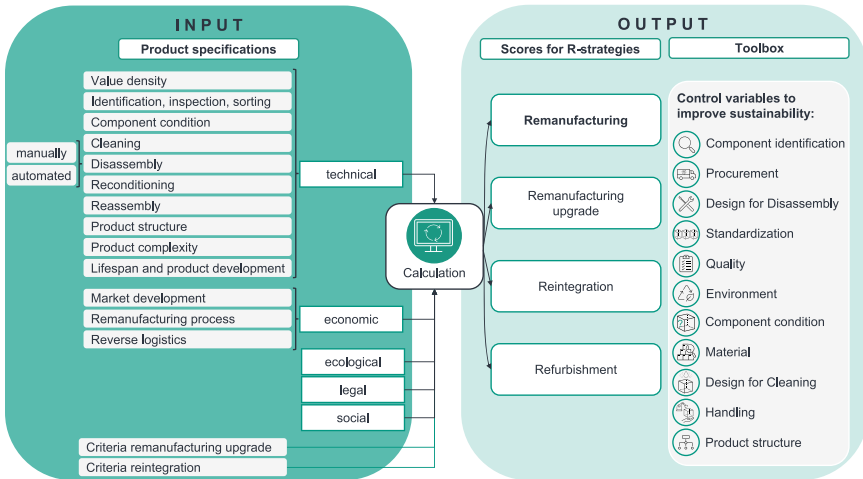 INPUT
Product specifications
Value density
Identification, inspection, sorting
Component condition
Cleaning
Disassembly
Reconditioning
Reassembly
Product structure
Product complexity
Lifespan and product development
manually
automated
technical
Market development
Remanufacturing process
Reverse logistics
economic
ecological
legal
social
Criteria remanufacturing upgrade
Criteria reintegration
Calculation
OUTPUT
Scores for R-strategies
Remanufacturing
Remanufacturing
upgrade
Reintegration
Refurbishment
Toolbox
Control variables to
improve sustainability:
Component identification
Procurement
Design for Disassembly
Standardization
Quality
Environment
Component condition
Material
Design for Cleaning
Handling
Product structure